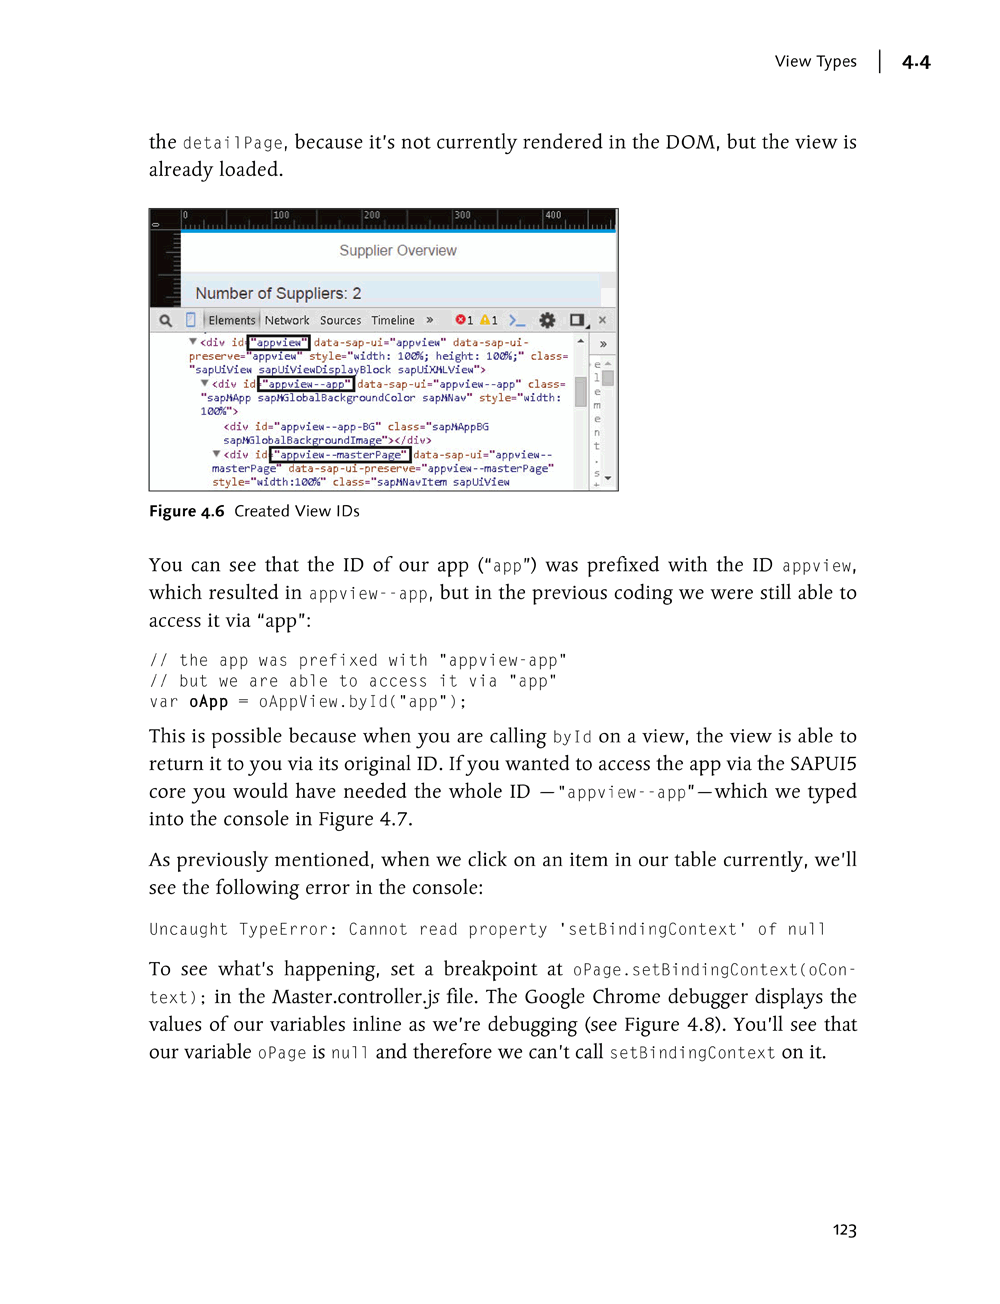 View Types | 4.4
the detailPage, because it's not currently rendered in the DOM, but the view is
already loaded.
0 100 200 300 400
0
Supplier Overview
Number of Suppliers: 2
Elements Network Sources Timeline » 1 1 ×
▼<div id="appview" data-sap-ui="appview" data-sap-ui-
preserve="appview" style="width: 100%; height: 100%;" class=
"sapUiView sapUiViewDisplayBlock sapUiXMLView">
▼<div id="appview--app" data-sap-ui="appview--app" class=
"sapMApp sapMGlobalBackgroundColor sapMNav" style="width:
100%">
<div id="appview--app-BG" class="sapMAppBG
sapMGlobalBackgroundImage"></div>
▼<div id="appview--masterPage" data-sap-ui="appview--
masterPage" data-sap-ui-preserve="appview--masterPage"
style="width:100%" class="sapMNavItem sapUiView
»
e
l
e
m
e
n
t
.
s
Figure 4.6 Created View IDs
You can see that the ID of our app (“app”) was prefixed with the ID appview,
which resulted in appview--app, but in the previous coding we were still able to
access it via “app”:
// the app was prefixed with "appview-app"
// but we are able to access it via "app"
var oApp = oAppView.byId("app");
This is possible because when you are calling byId on a view, the view is able to
return it to you via its original ID. If you wanted to access the app via the SAPUI5
core you would have needed the whole ID —"appview--app"—which we typed
into the console in Figure 4.7.
As previously mentioned, when we click on an item in our table currently, we'll
see the following error in the console:
Uncaught TypeError: Cannot read property 'setBindingContext' of null
To see what's happening, set a breakpoint at oPage.setBindingContext(oCon-
text); in the Master.controller.js file. The Google Chrome debugger displays the
values of our variables inline as we're debugging (see Figure 4.8). You'll see that
our variable oPage is null and therefore we can't call setBindingContext on it.
123